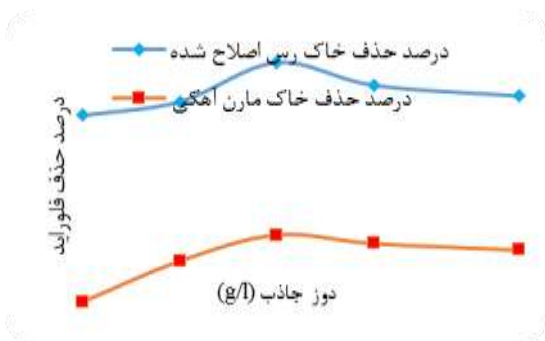 درصد حذف خاک رس اصلاح شده
درصد حذف خاک مارن آهکی
درصد حذف فلوراید
دوز جاذب (g/l)